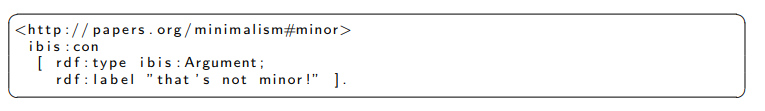 <http://papers.org/minimalism#minor>
ibis:con
[ rdf:type ibis:Argument;
rdf:label "that's not minor!" ].